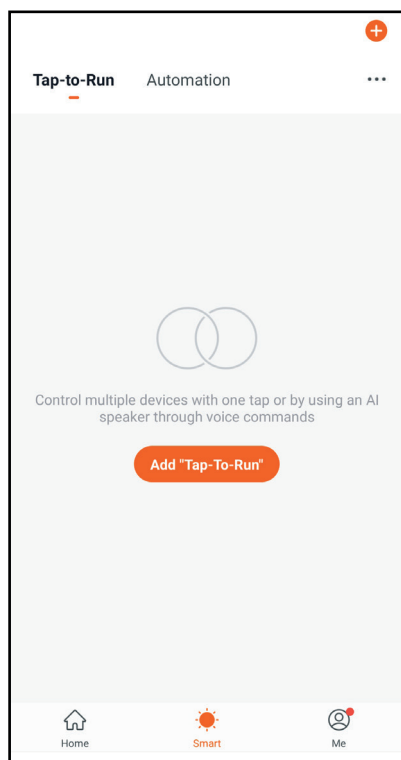 Tap-to-Run Automation
Control multiple devices with one tap or by using an AI
speaker through voice commands
Add "Tap-To-Run"
Home Smart Me